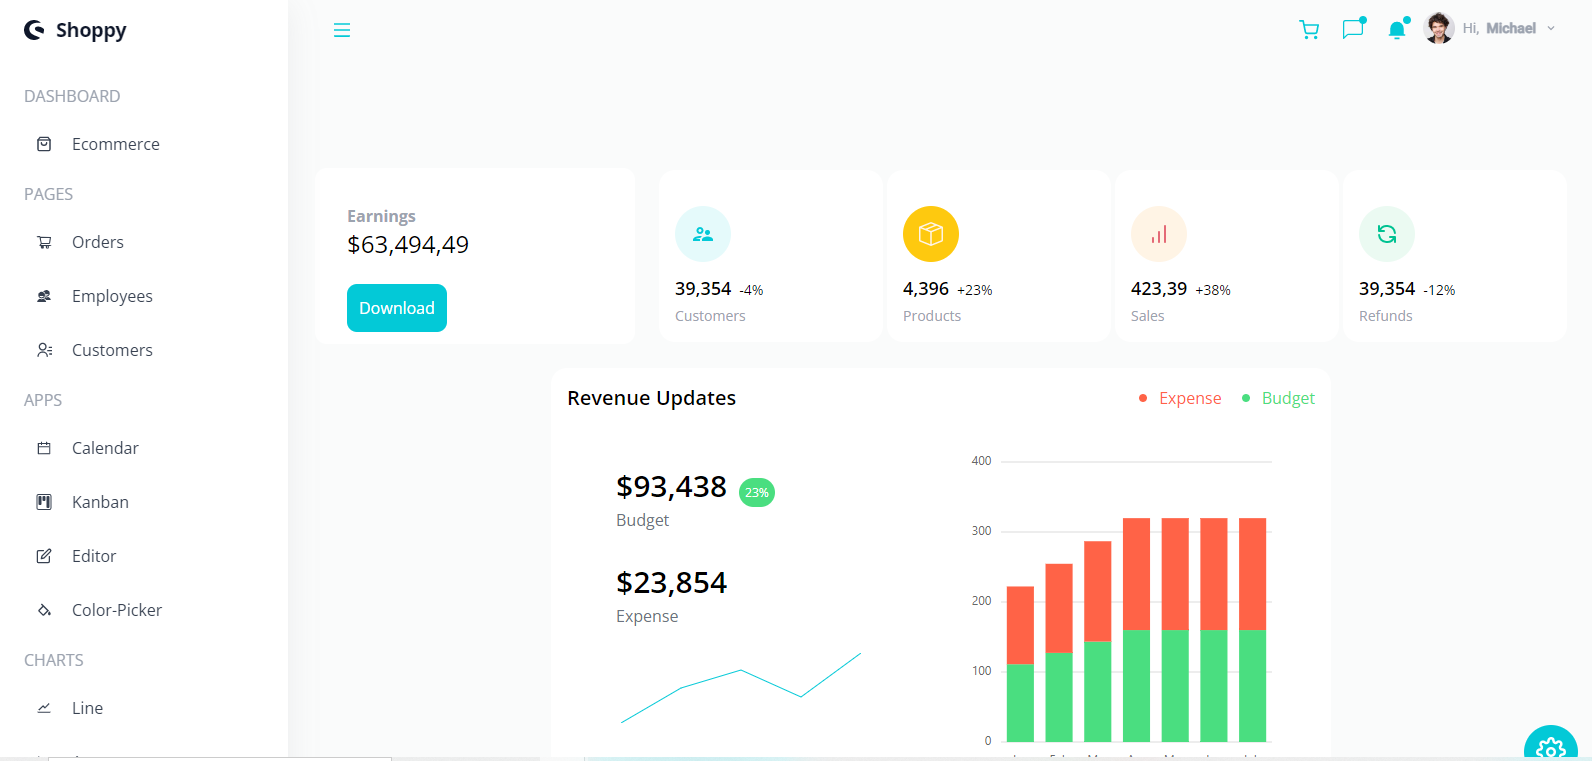 Shoppy
Hi, Michael
DASHBOARD
Ecommerce
PAGES
Orders
Employees
Customers
APPS
Calendar
Kanban
Editor
Color-Picker
CHARTS
Line
Earnings
$63,494,49
Download
39,354 -4%
Customers
4,396 +23%
Products
423,39 +38%
Sales
39,354 -12%
Refunds
Revenue Updates
Expense
Budget
$93,438 23%
Budget
$23,854
Expense
400
300
200
100
0